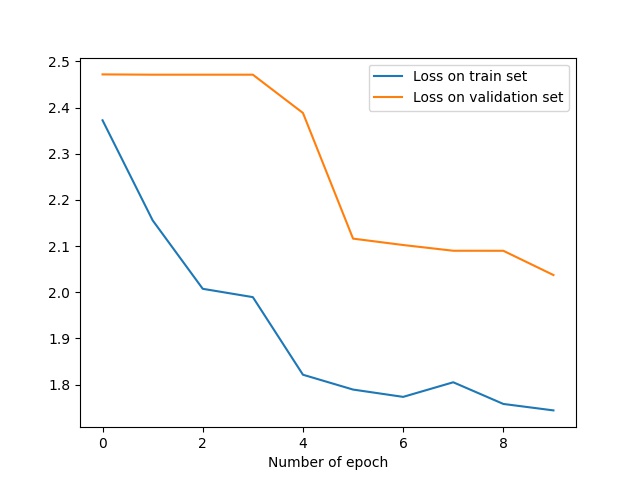 2.5
2.4
2.3
2.2
2.1
2.0
1.9
1.8
Loss on train set
Loss on validation set
0 2 4 6 8
Number of epoch